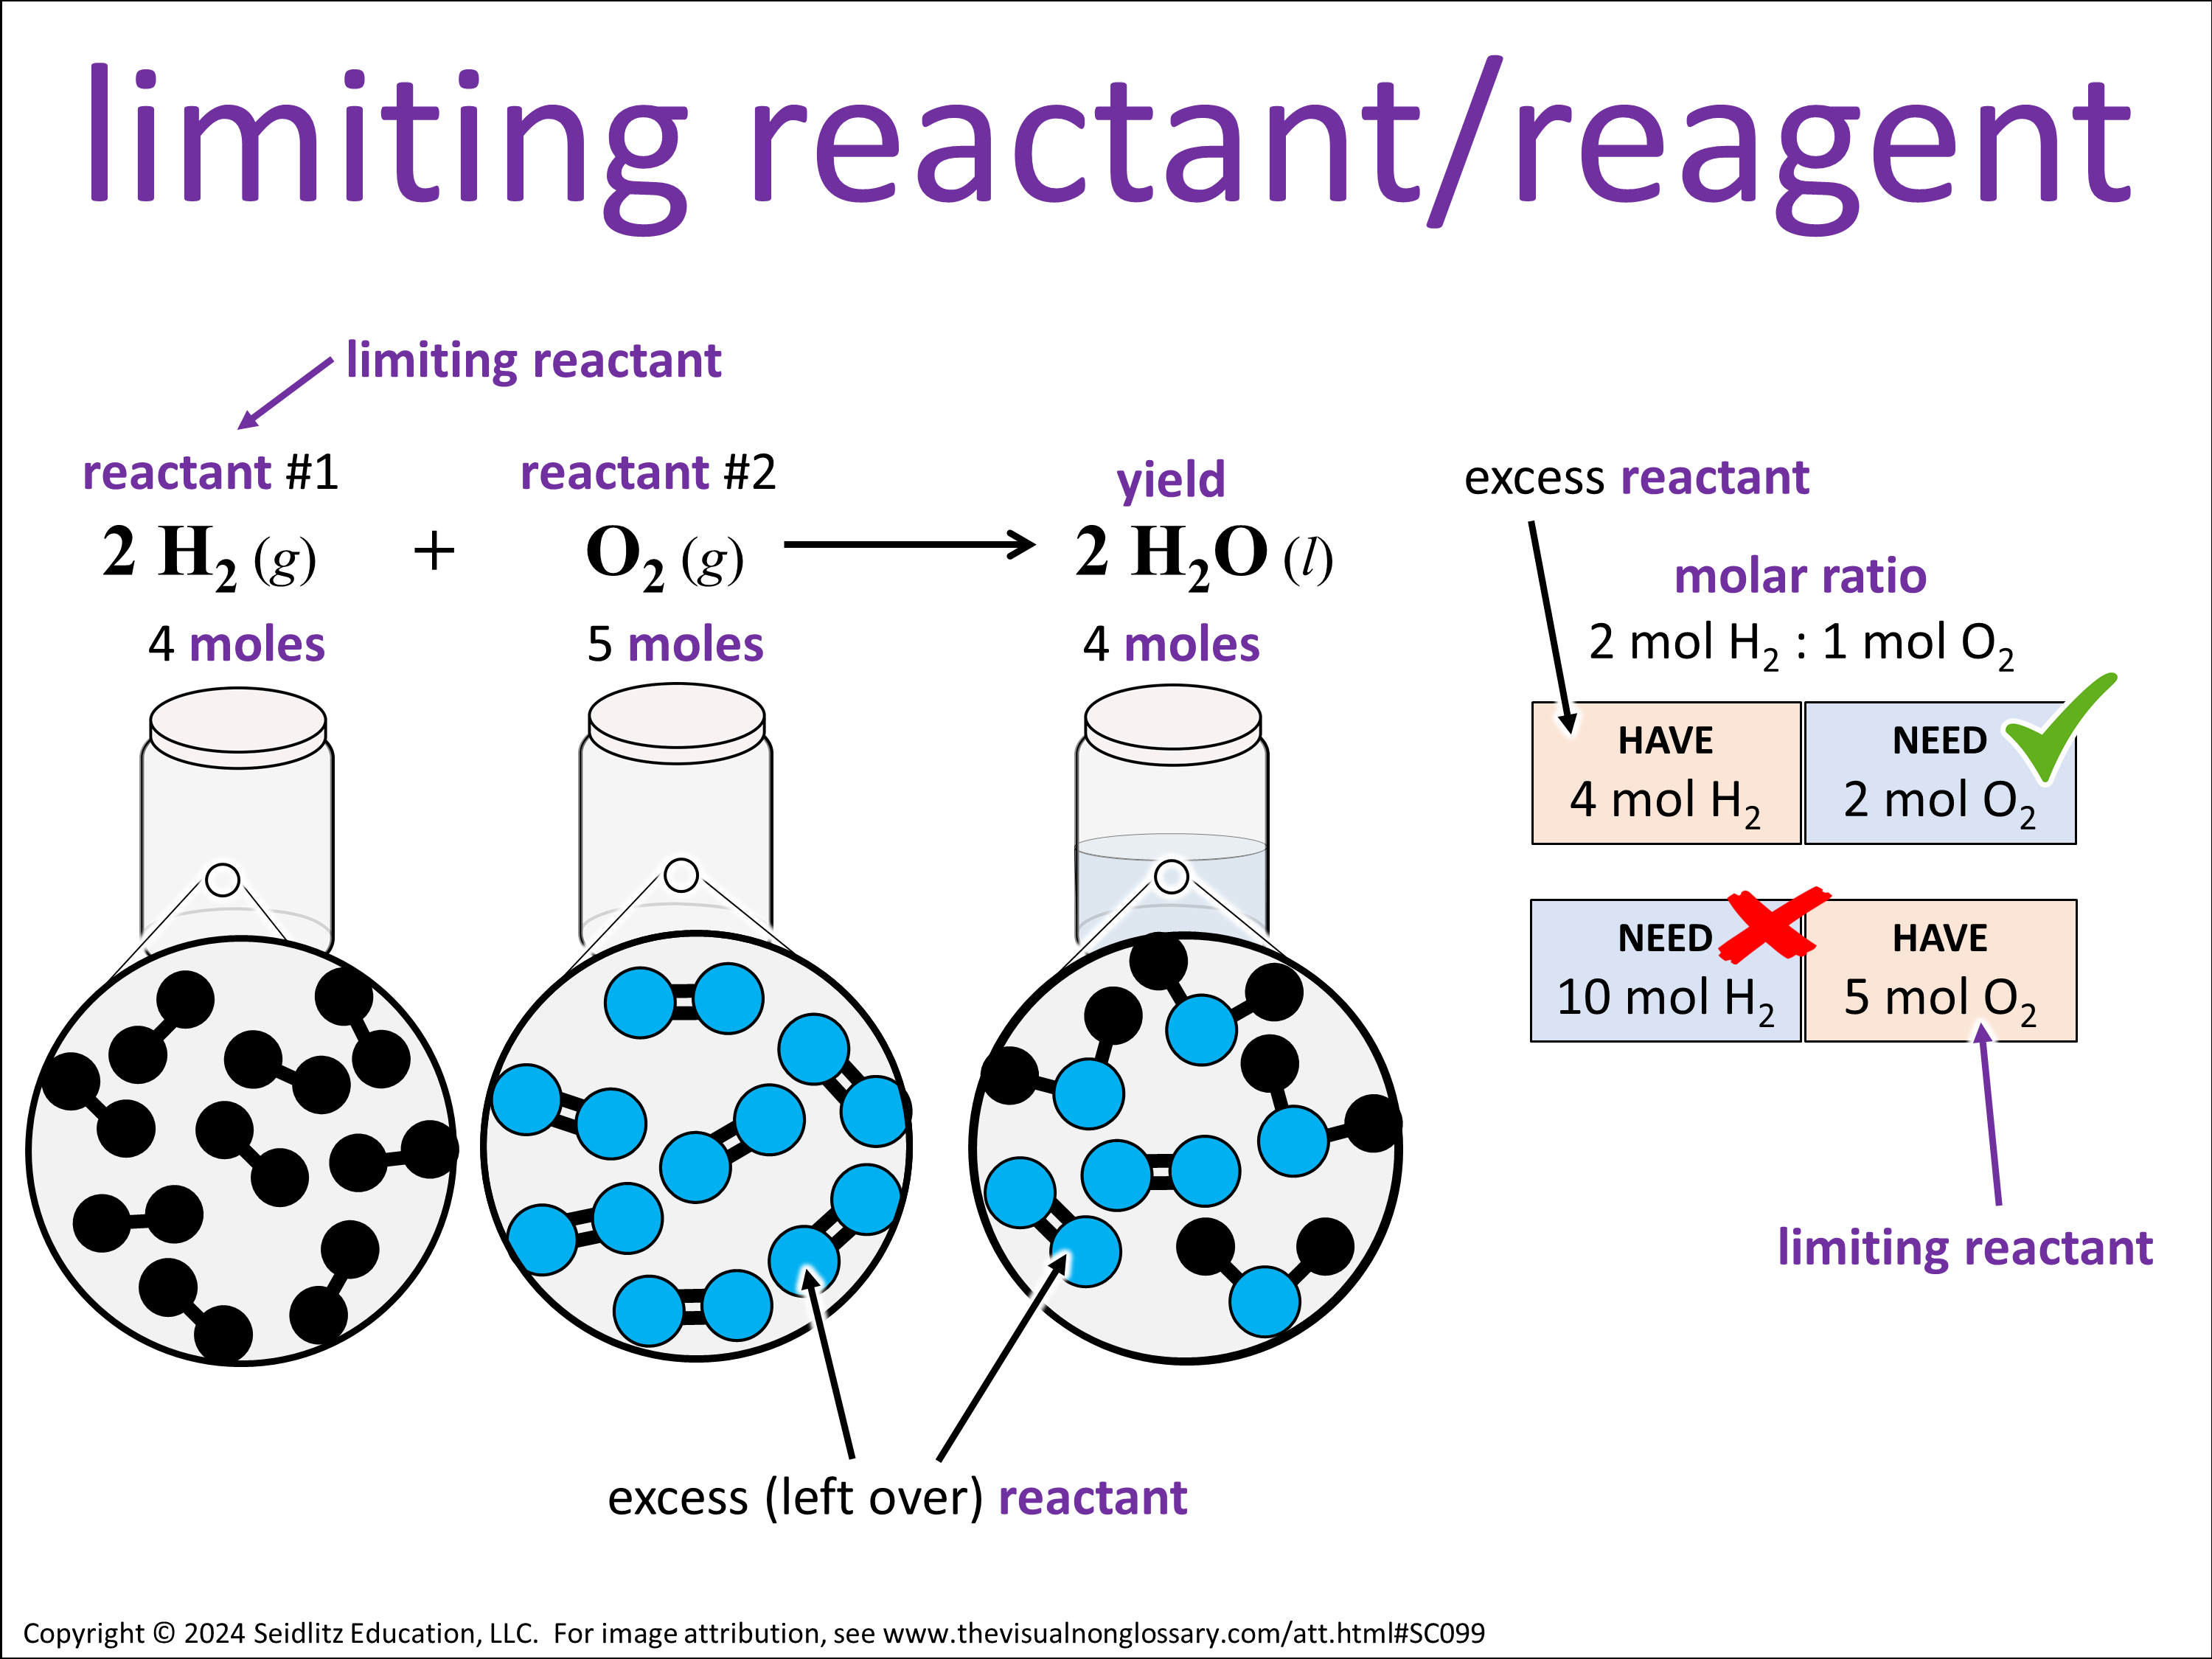 limiting reactant/reagent
limiting reactant
reactant #1
reactant #2
yield
2 H₂ (g) + O₂ (g) ⟶ 2 H₂O (l)
4 moles
5 moles
4 moles
excess reactant
molar ratio
2 mol H₂ : 1 mol O₂
HAVE
4 mol H₂
NEED
2 mol O₂
NEED
10 mol H₂
HAVE
5 mol O₂
limiting reactant
excess (left over) reactant
Copyright © 2024 Seidlitz Education, LLC. For image attribution, see www.thevisualnonglossary.com/att.html#SC099